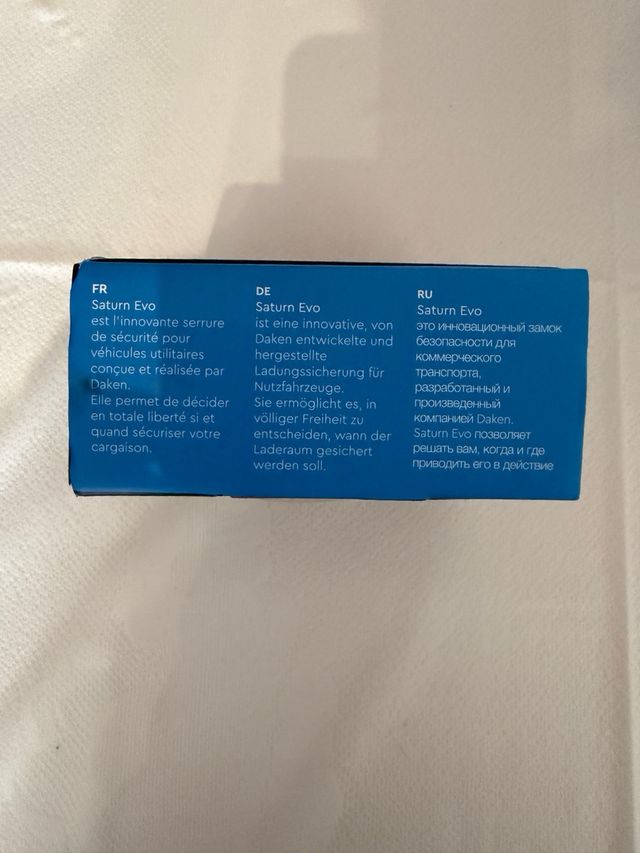 FR
Saturn Evo
est l'innovante serrure
de sécurité pour
véhicules utilitaires
conçue et réalisée par
Daken.
Elle permet de décider
en totale liberté si et
quand sécuriser votre
cargaison.
DE
Saturn Evo
ist eine innovative, von
Daken entwickelte und
hergestellte
Ladungssicherung für
Nutzfahrzeuge.
Sie ermöglicht es, in
völliger Freiheit zu
entscheiden, wann der
Laderaum gesichert
werden soll.
RU
Saturn Evo
это инновационный замок
безопасности для
коммерческого
транспорта,
разработанный и
произведенный
компанией Daken.
Saturn Evo позволяет
решать вам, когда и где
приводить его в действие